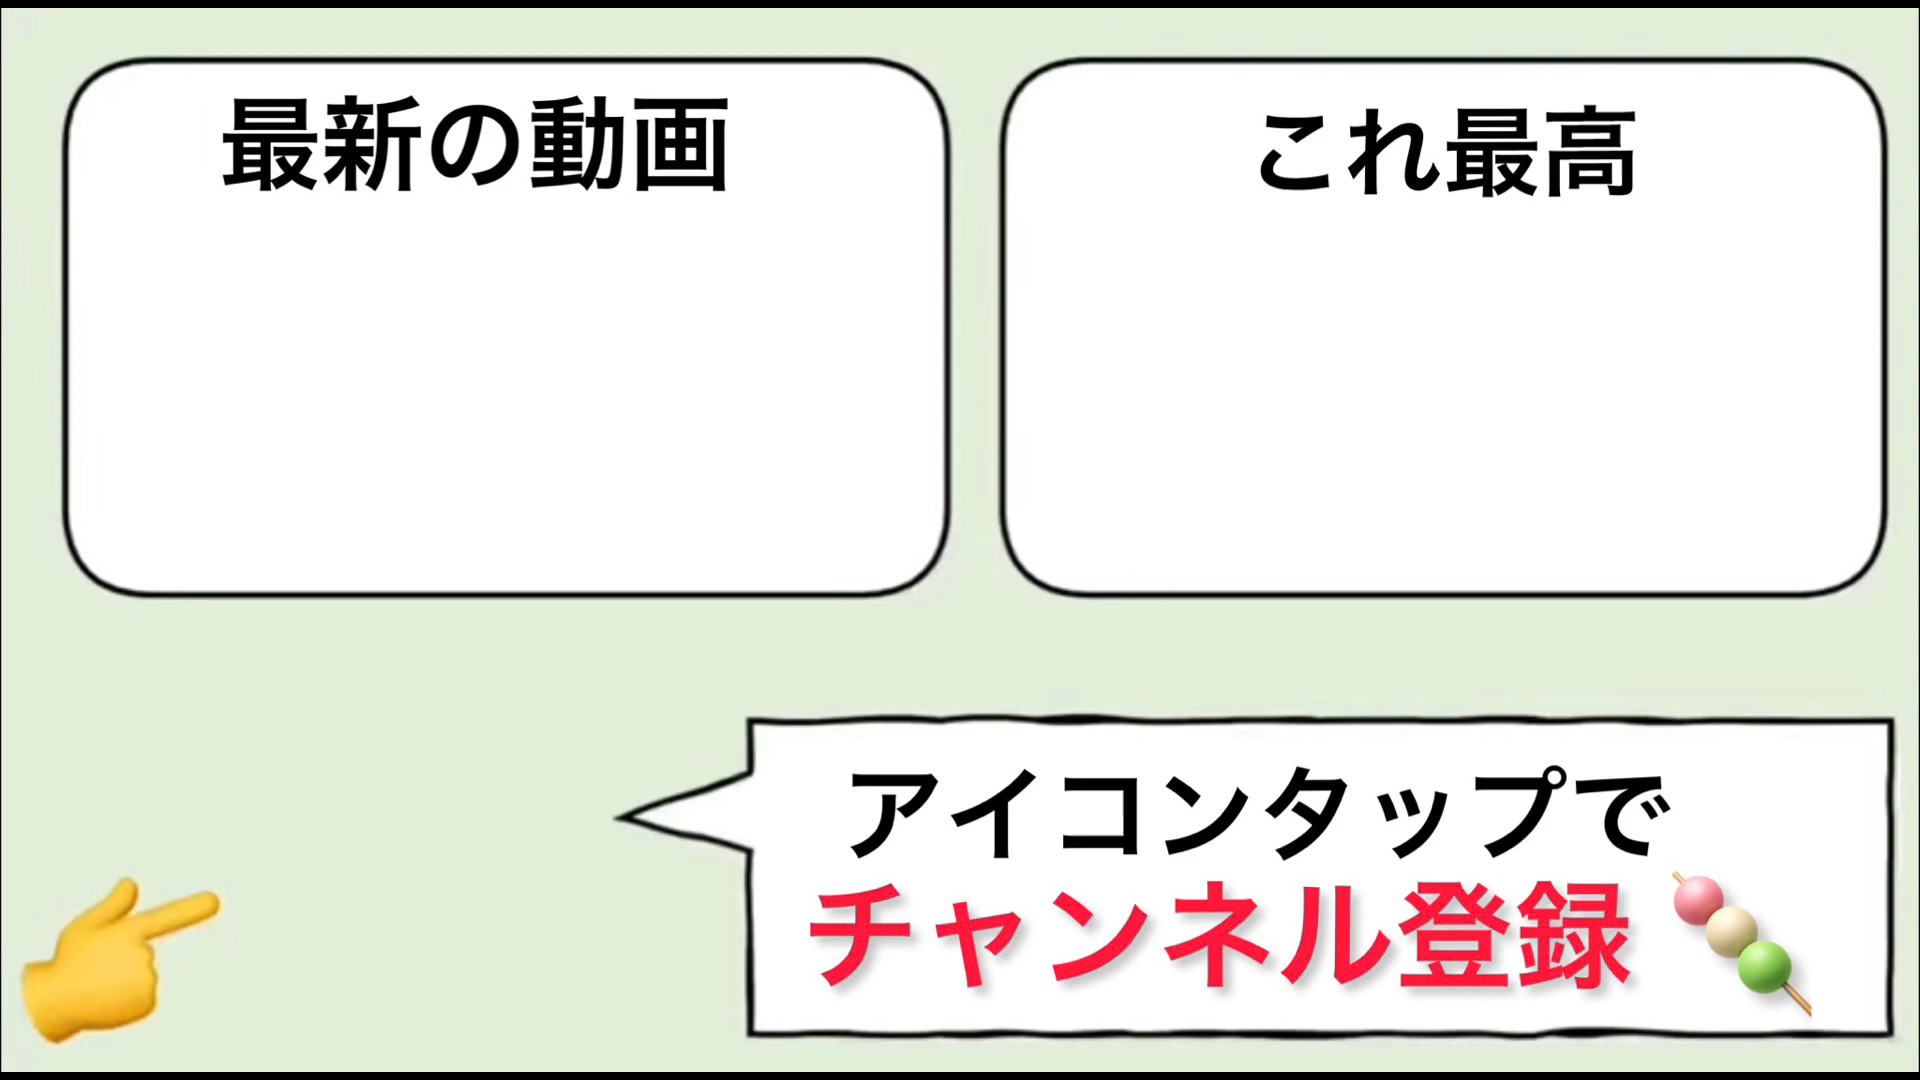 最新の動画
これ最高
アイコンタップで
チャンネル登録